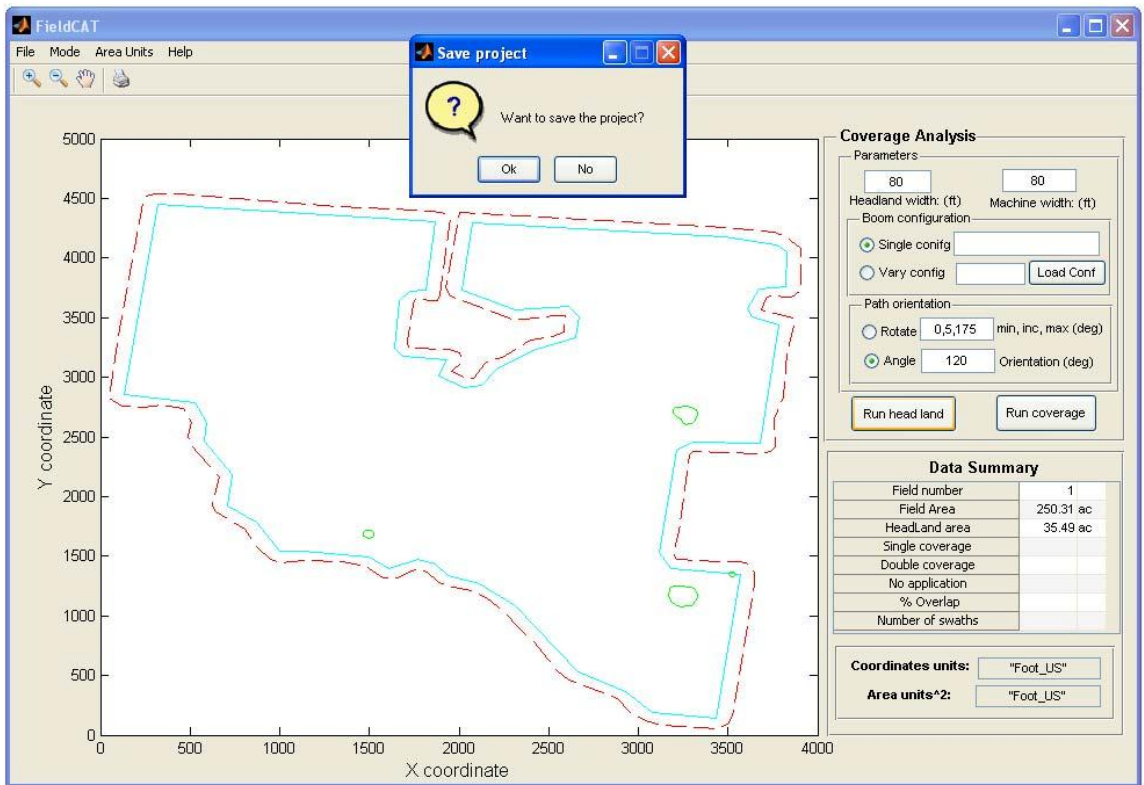 FieldCAT
File Mode Area Units Help
Save project
?
Want to save the project?
Ok No
5000
4500
4000
3500
3000
2500
2000
1500
1000
500
0
Y coordinate
0 500 1000 1500 2000 2500 3000 3500 4000
X coordinate
Coverage Analysis
Parameters
80 80
Headland width: (ft) Machine width: (ft)
Boom configuration
Single conifg
Vary config Load Conf
Path orientation
Rotate 0,5,175 min, inc, max (deg)
Angle 120 Orientation (deg)
Run head land Run coverage
Data Summary
Field number 1
Field Area 250.31 ac
HeadLand area 35.49 ac
Single coverage
Double coverage
No application
% Overlap
Number of swaths
Coordinates units: "Foot_US"
Area units^2: "Foot_US"